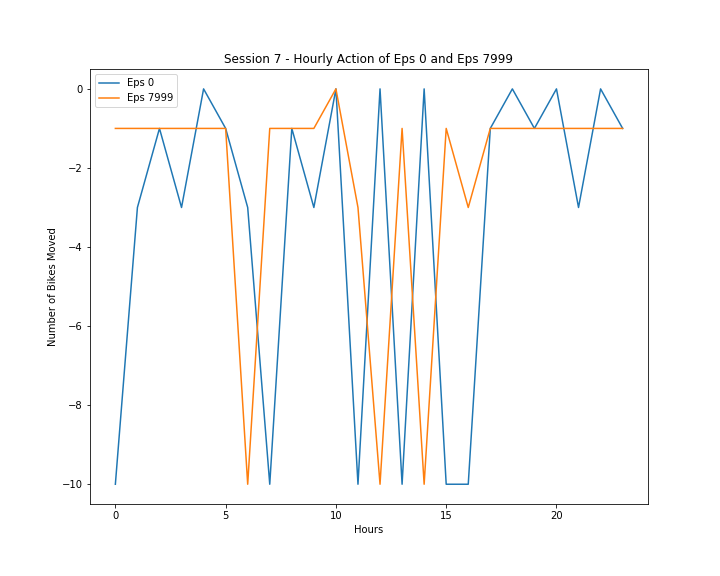 Session 7 - Hourly Action of Eps 0 and Eps 7999
Eps 0
Eps 7999
Number of Bikes Moved
0
−2
−4
−6
−8
−10
0 5 10 15 20
Hours